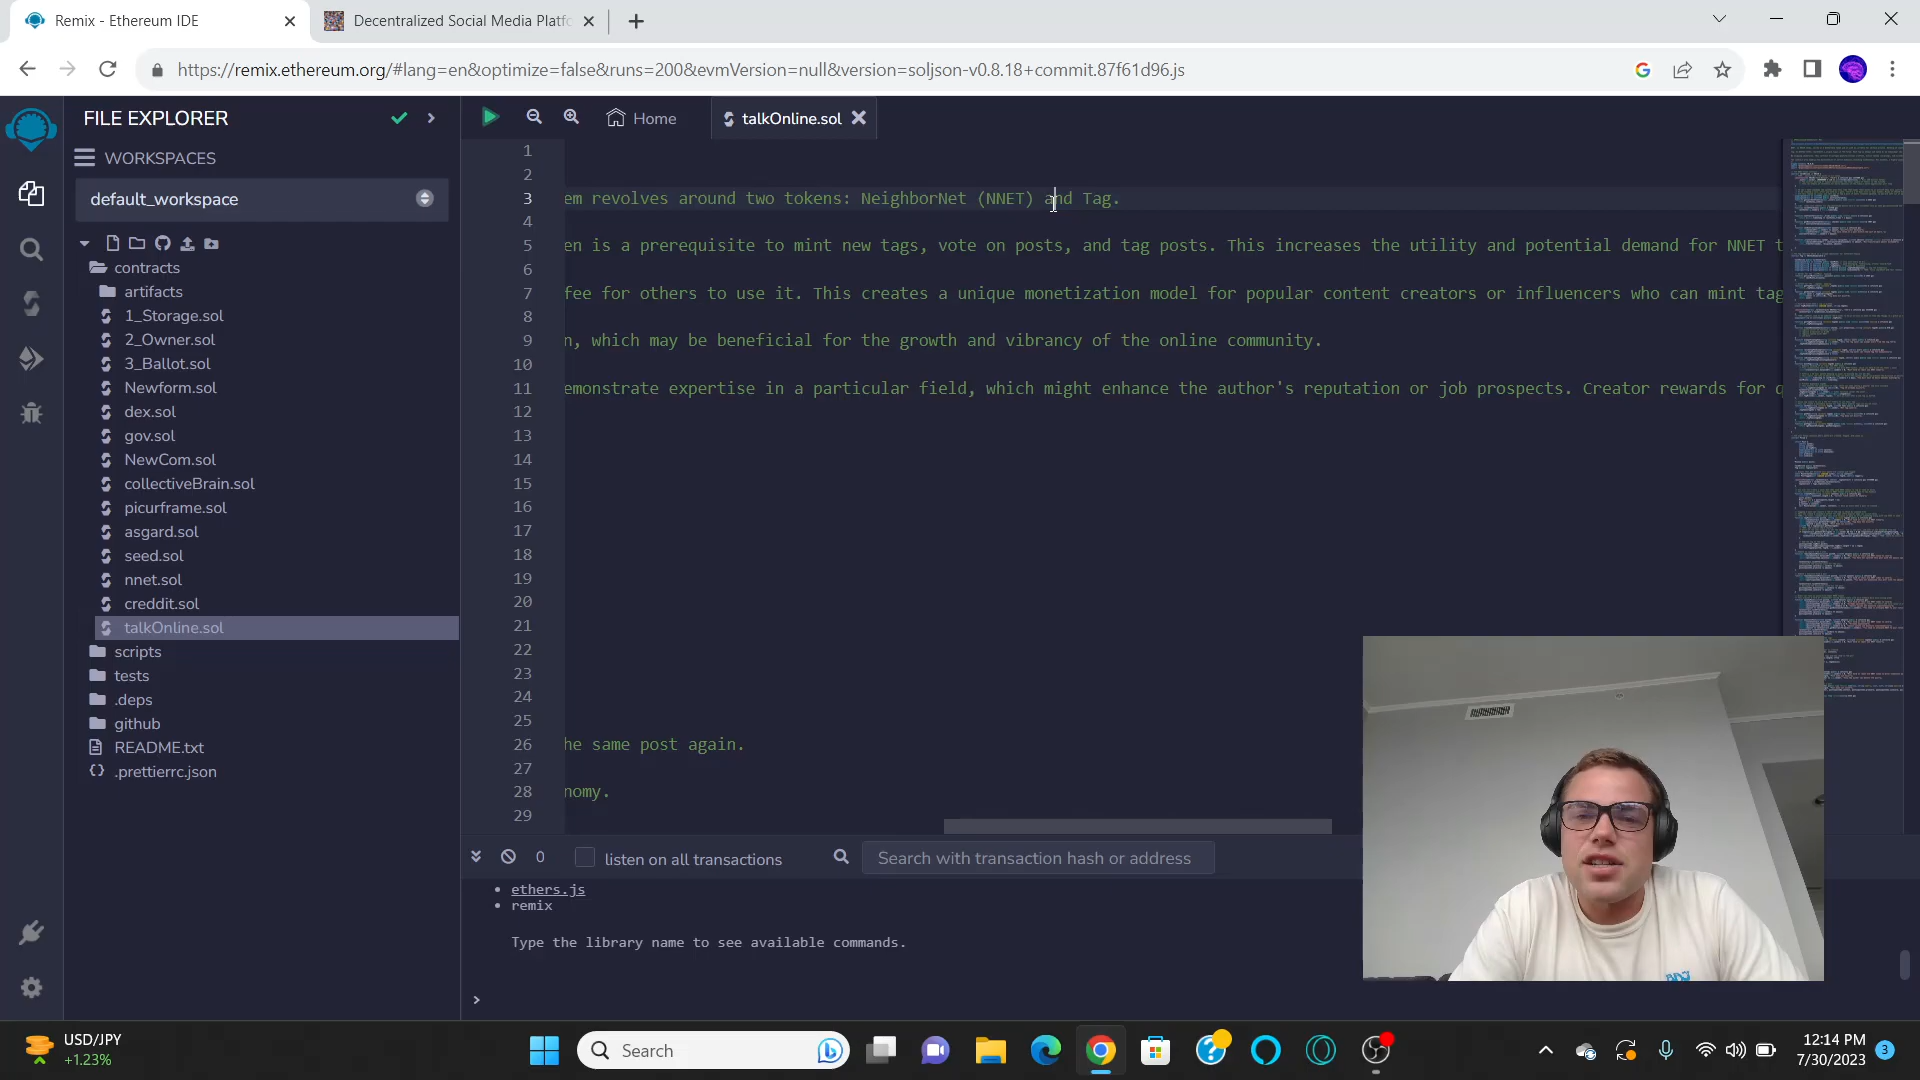 Remix - Ethereum IDE
Decentralized Social Media Platfo
https://remix.ethereum.org/#lang=en&optimize=false&runs=200&evmVersion=null&version=soljson-v0.8.18+commit.87f61d96.js
FILE EXPLORER
Home
talkOnline.sol
WORKSPACES
default_workspace
contracts
artifacts
1_Storage.sol
2_Owner.sol
3_Ballot.sol
Newform.sol
dex.sol
gov.sol
NewCom.sol
collectiveBrain.sol
picurframe.sol
asgard.sol
seed.sol
nnet.sol
creddit.sol
talkOnline.sol
scripts
tests
.deps
github
README.txt
.prettierrc.json
1
2
3 em revolves around two tokens: NeighborNet (NNET) and Tag.
4
5 en is a prerequisite to mint new tags, vote on posts, and tag posts. This increases the utility and potential demand for NNET t
6
7 fee for others to use it. This creates a unique monetization model for popular content creators or influencers who can mint tag
8
9 n, which may be beneficial for the growth and vibrancy of the online community.
10
11 emonstrate expertise in a particular field, which might enhance the author's reputation or job prospects. Creator rewards for q
12
13
14
15
16
17
18
19
20
21
22
23
24
25
26 he same post again.
27
28 nomy.
29
0
listen on all transactions
Search with transaction hash or address
• ethers.js
• remix
Type the library name to see available commands.
>
USD/JPY
+1.23%
Search
12:14 PM
7/30/2023
3